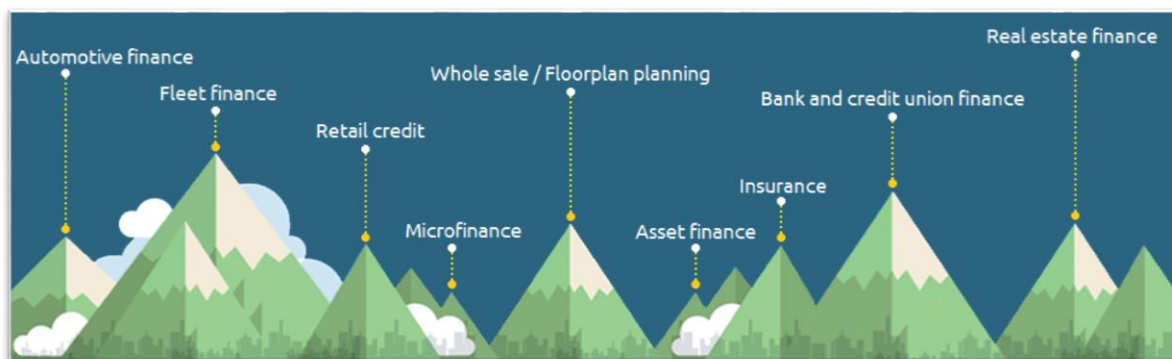 Automotive finance
Fleet finance
Retail credit
Microfinance
Whole sale / Floorplan planning
Asset finance
Insurance
Bank and credit union finance
Real estate finance